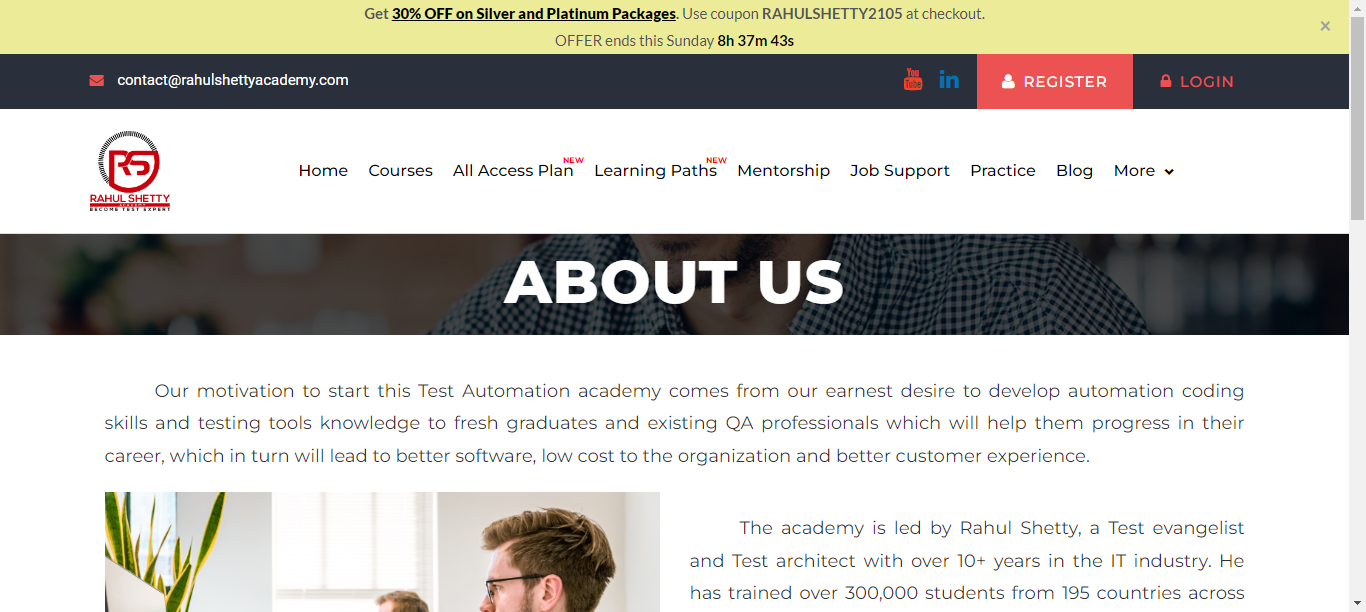 Get 30% OFF on Silver and Platinum Packages. Use coupon RAHULSHETTY2105 at checkout.
OFFER ends this Sunday 8h 37m 43s
×
contact@rahulshettyacademy.com
You
Tube
in
REGISTER
LOGIN
RS
RAHUL SHETTY
ACADEMY
BECOME TEST EXPERT
Home Courses All Access Plan NEW Learning Paths NEW Mentorship Job Support Practice Blog More
ABOUT US
Our motivation to start this Test Automation academy comes from our earnest desire to develop automation coding
skills and testing tools knowledge to fresh graduates and existing QA professionals which will help them progress in their
career, which in turn will lead to better software, low cost to the organization and better customer experience.
The academy is led by Rahul Shetty, a Test evangelist
and Test architect with over 10+ years in the IT industry. He
has trained over 300,000 students from 195 countries across